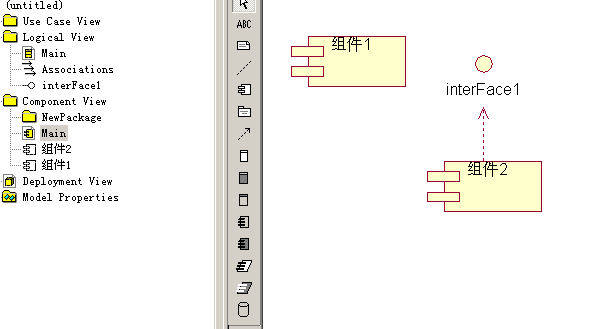 (untitled)
Use Case View
Logical View
Main
Associations
interFace1
Component View
NewPackage
Main
组件2
组件1
Deployment View
Model Properties
ABC
组件1
interFace1
组件2